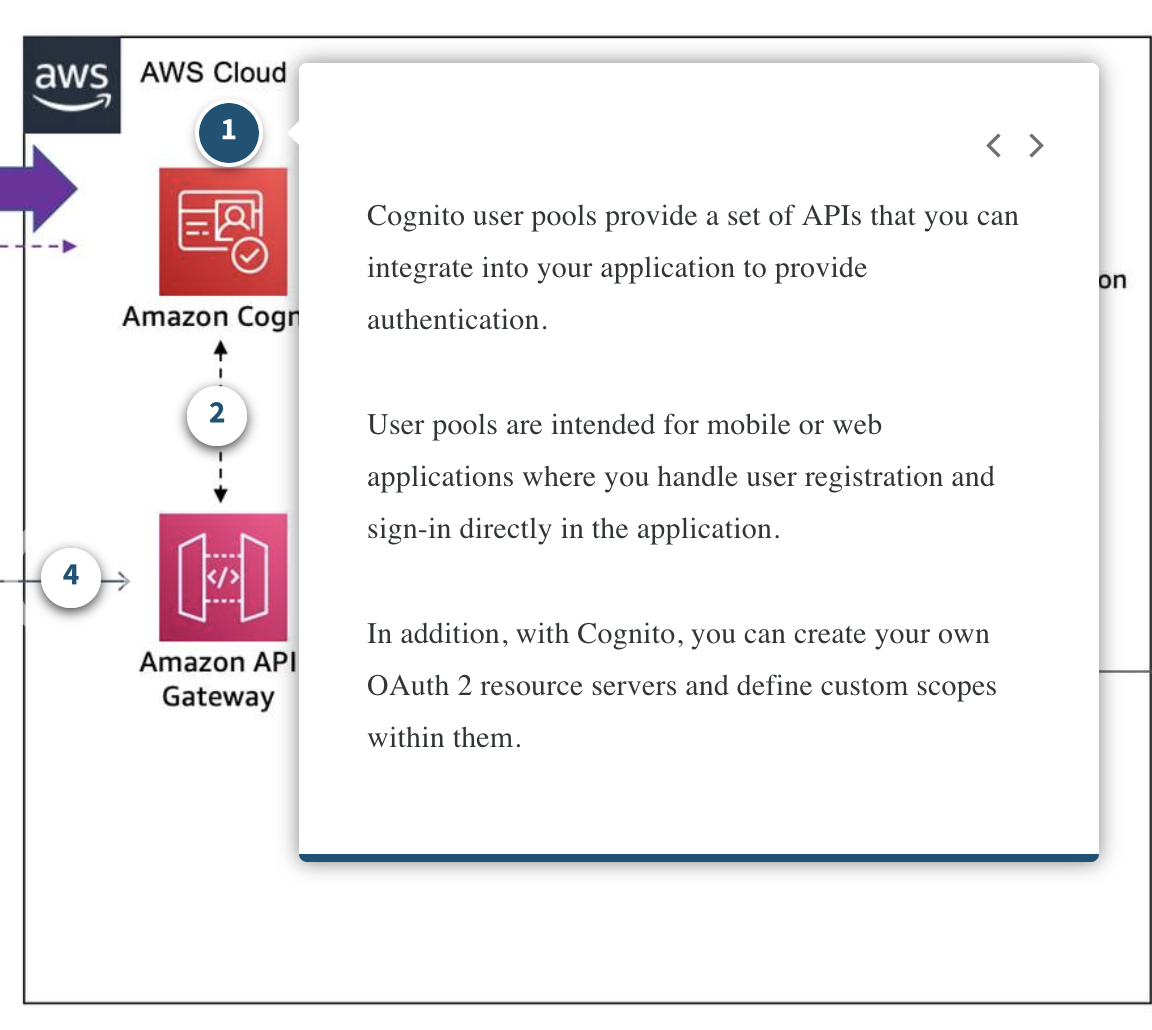 aws
AWS Cloud
1
Cognito user pools provide a set of APIs that you can
integrate into your application to provide
authentication.
User pools are intended for mobile or web
applications where you handle user registration and
sign-in directly in the application.
In addition, with Cognito, you can create your own
OAuth 2 resource servers and define custom scopes
within them.
Amazon Cogn
2
4
</>
Amazon API
Gateway
on